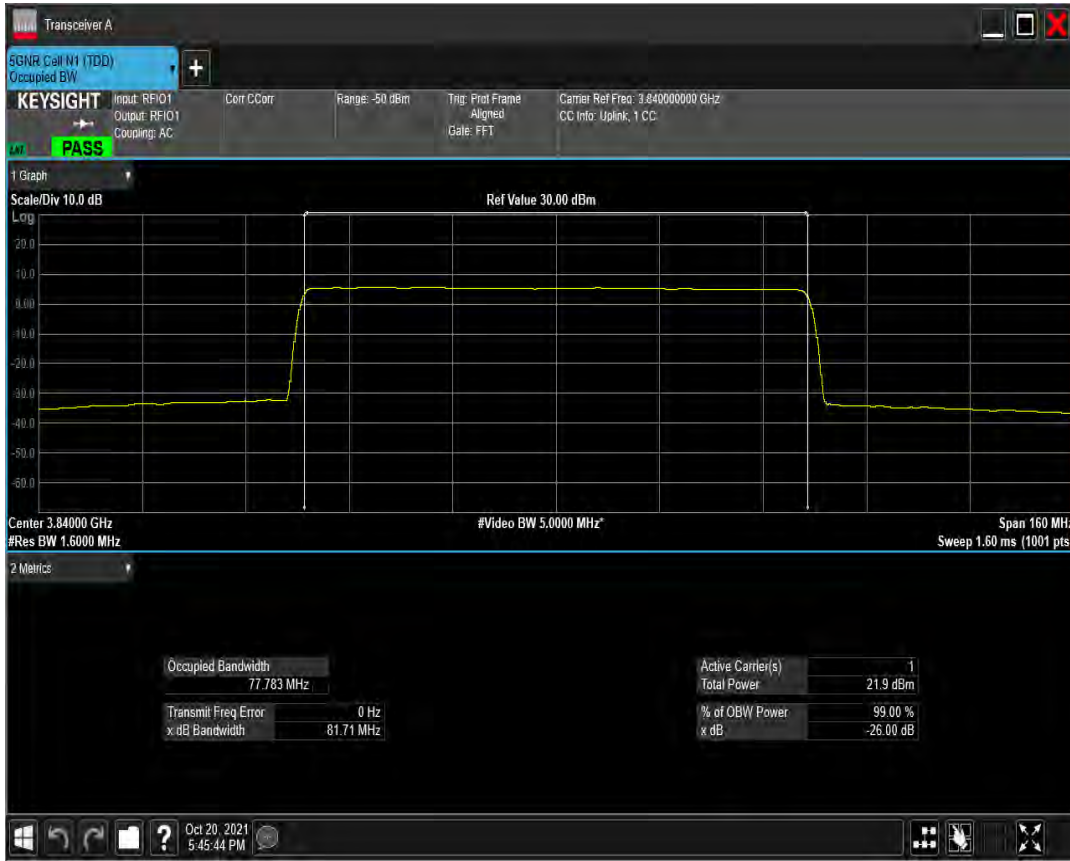 Transceiver A
5GNR Cell N1 (TDD)
Occupied BW
+
KEYSIGHT
Input: RFIO1
Output: RFIO1
Coupling: AC
Corr CCorr
Range: -50 dBm
Trig: Prot Frame
Aligned
Gate: FFT
Carrier Ref Freq: 3.840000000 GHz
CC Info: Uplink, 1 CC
PASS
1 Graph
Scale/Div 10.0 dB
Ref Value 30.00 dBm
Log
20.0
10.0
0.00
-10.0
-20.0
-30.0
-40.0
-50.0
-60.0
Center 3.84000 GHz
#Video BW 5.0000 MHz*
Span 160 MHz
#Res BW 1.6000 MHz
Sweep 1.60 ms (1001 pts
2 Metrics
Occupied Bandwidth
77.783 MHz
Transmit Freq Error 0 Hz
x dB Bandwidth 81.71 MHz
Active Carrier(s) 1
Total Power 21.9 dBm
% of OBW Power 99.00 %
x dB -26.00 dB
?
Oct 20, 2021
5:45:44 PM